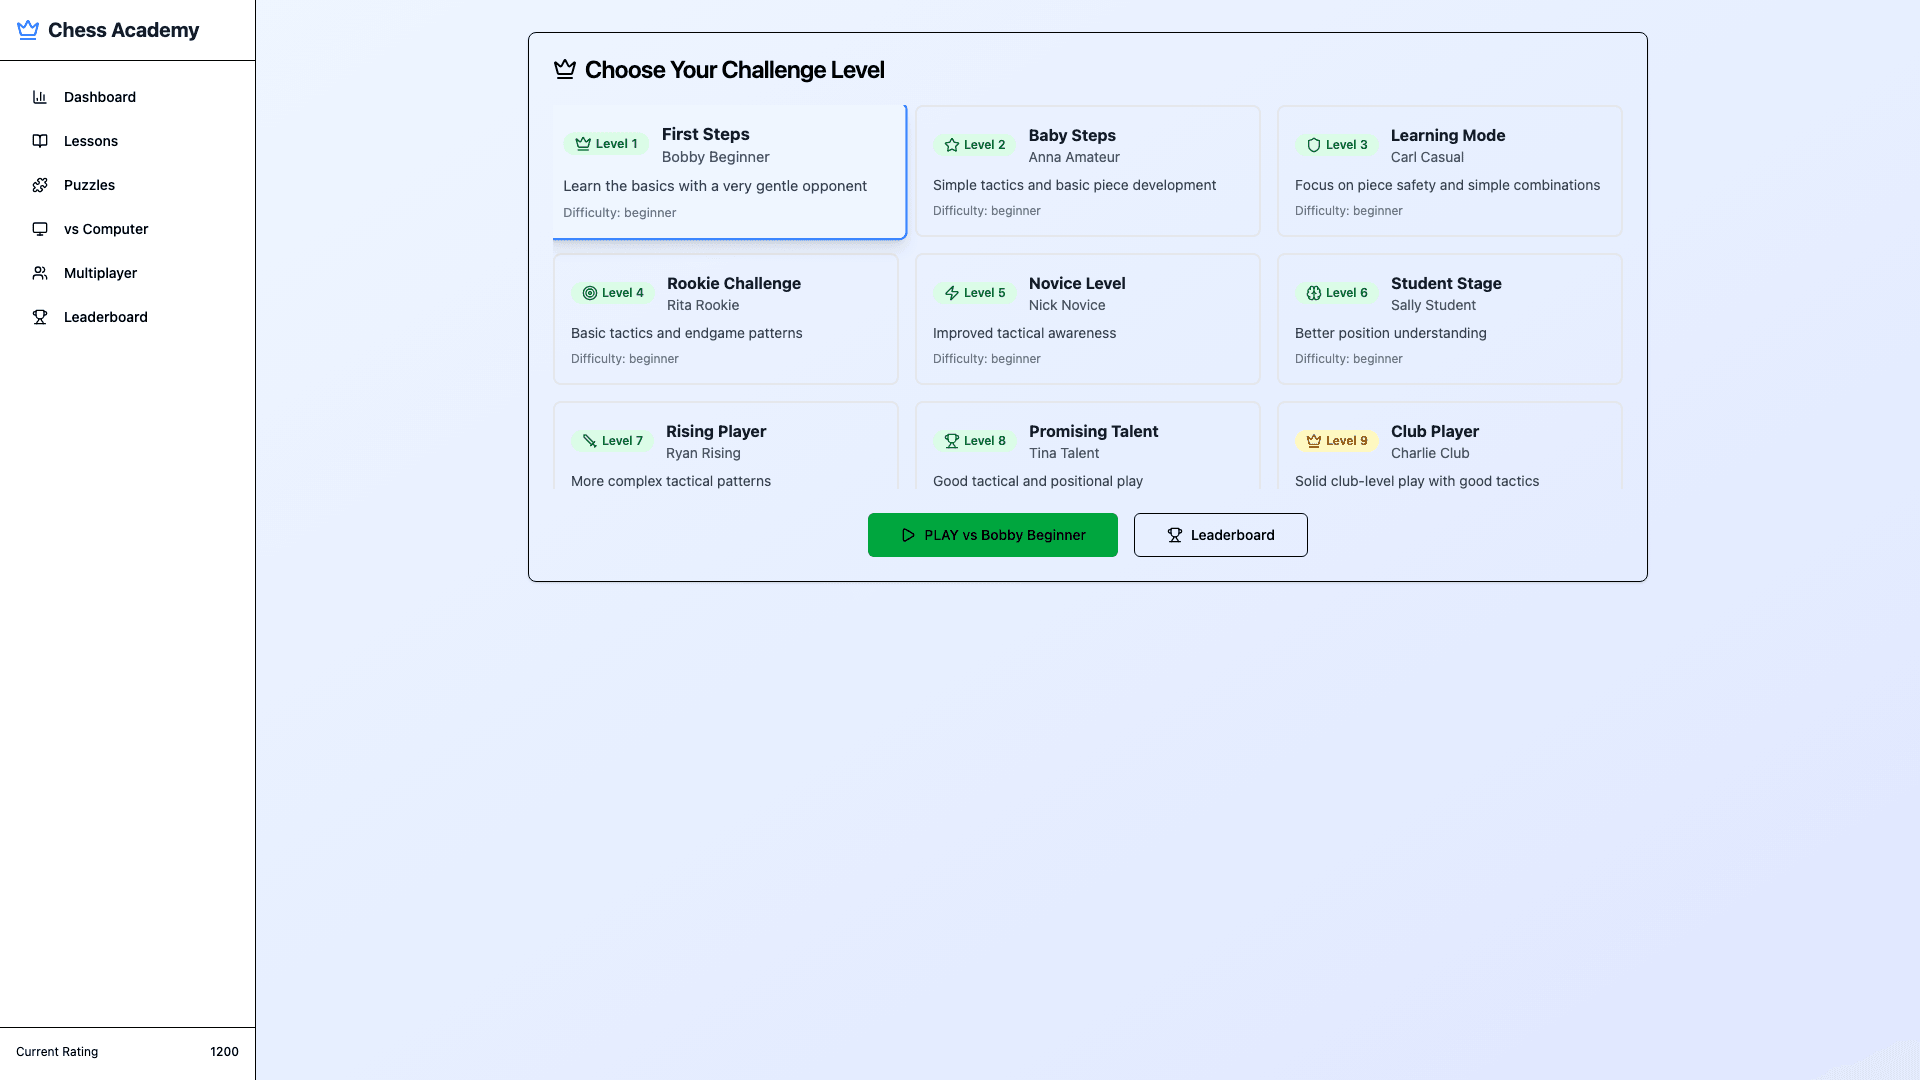 Chess Academy
Dashboard
Lessons
Puzzles
vs Computer
Multiplayer
Leaderboard
Current Rating 1200
Choose Your Challenge Level
Level 1
First Steps
Bobby Beginner
Learn the basics with a very gentle opponent
Difficulty: beginner
Level 2
Baby Steps
Anna Amateur
Simple tactics and basic piece development
Difficulty: beginner
Level 3
Learning Mode
Carl Casual
Focus on piece safety and simple combinations
Difficulty: beginner
Level 4
Rookie Challenge
Rita Rookie
Basic tactics and endgame patterns
Difficulty: beginner
Level 5
Novice Level
Nick Novice
Improved tactical awareness
Difficulty: beginner
Level 6
Student Stage
Sally Student
Better position understanding
Difficulty: beginner
Level 7
Rising Player
Ryan Rising
More complex tactical patterns
Level 8
Promising Talent
Tina Talent
Good tactical and positional play
Level 9
Club Player
Charlie Club
Solid club-level play with good tactics
PLAY vs Bobby Beginner
Leaderboard